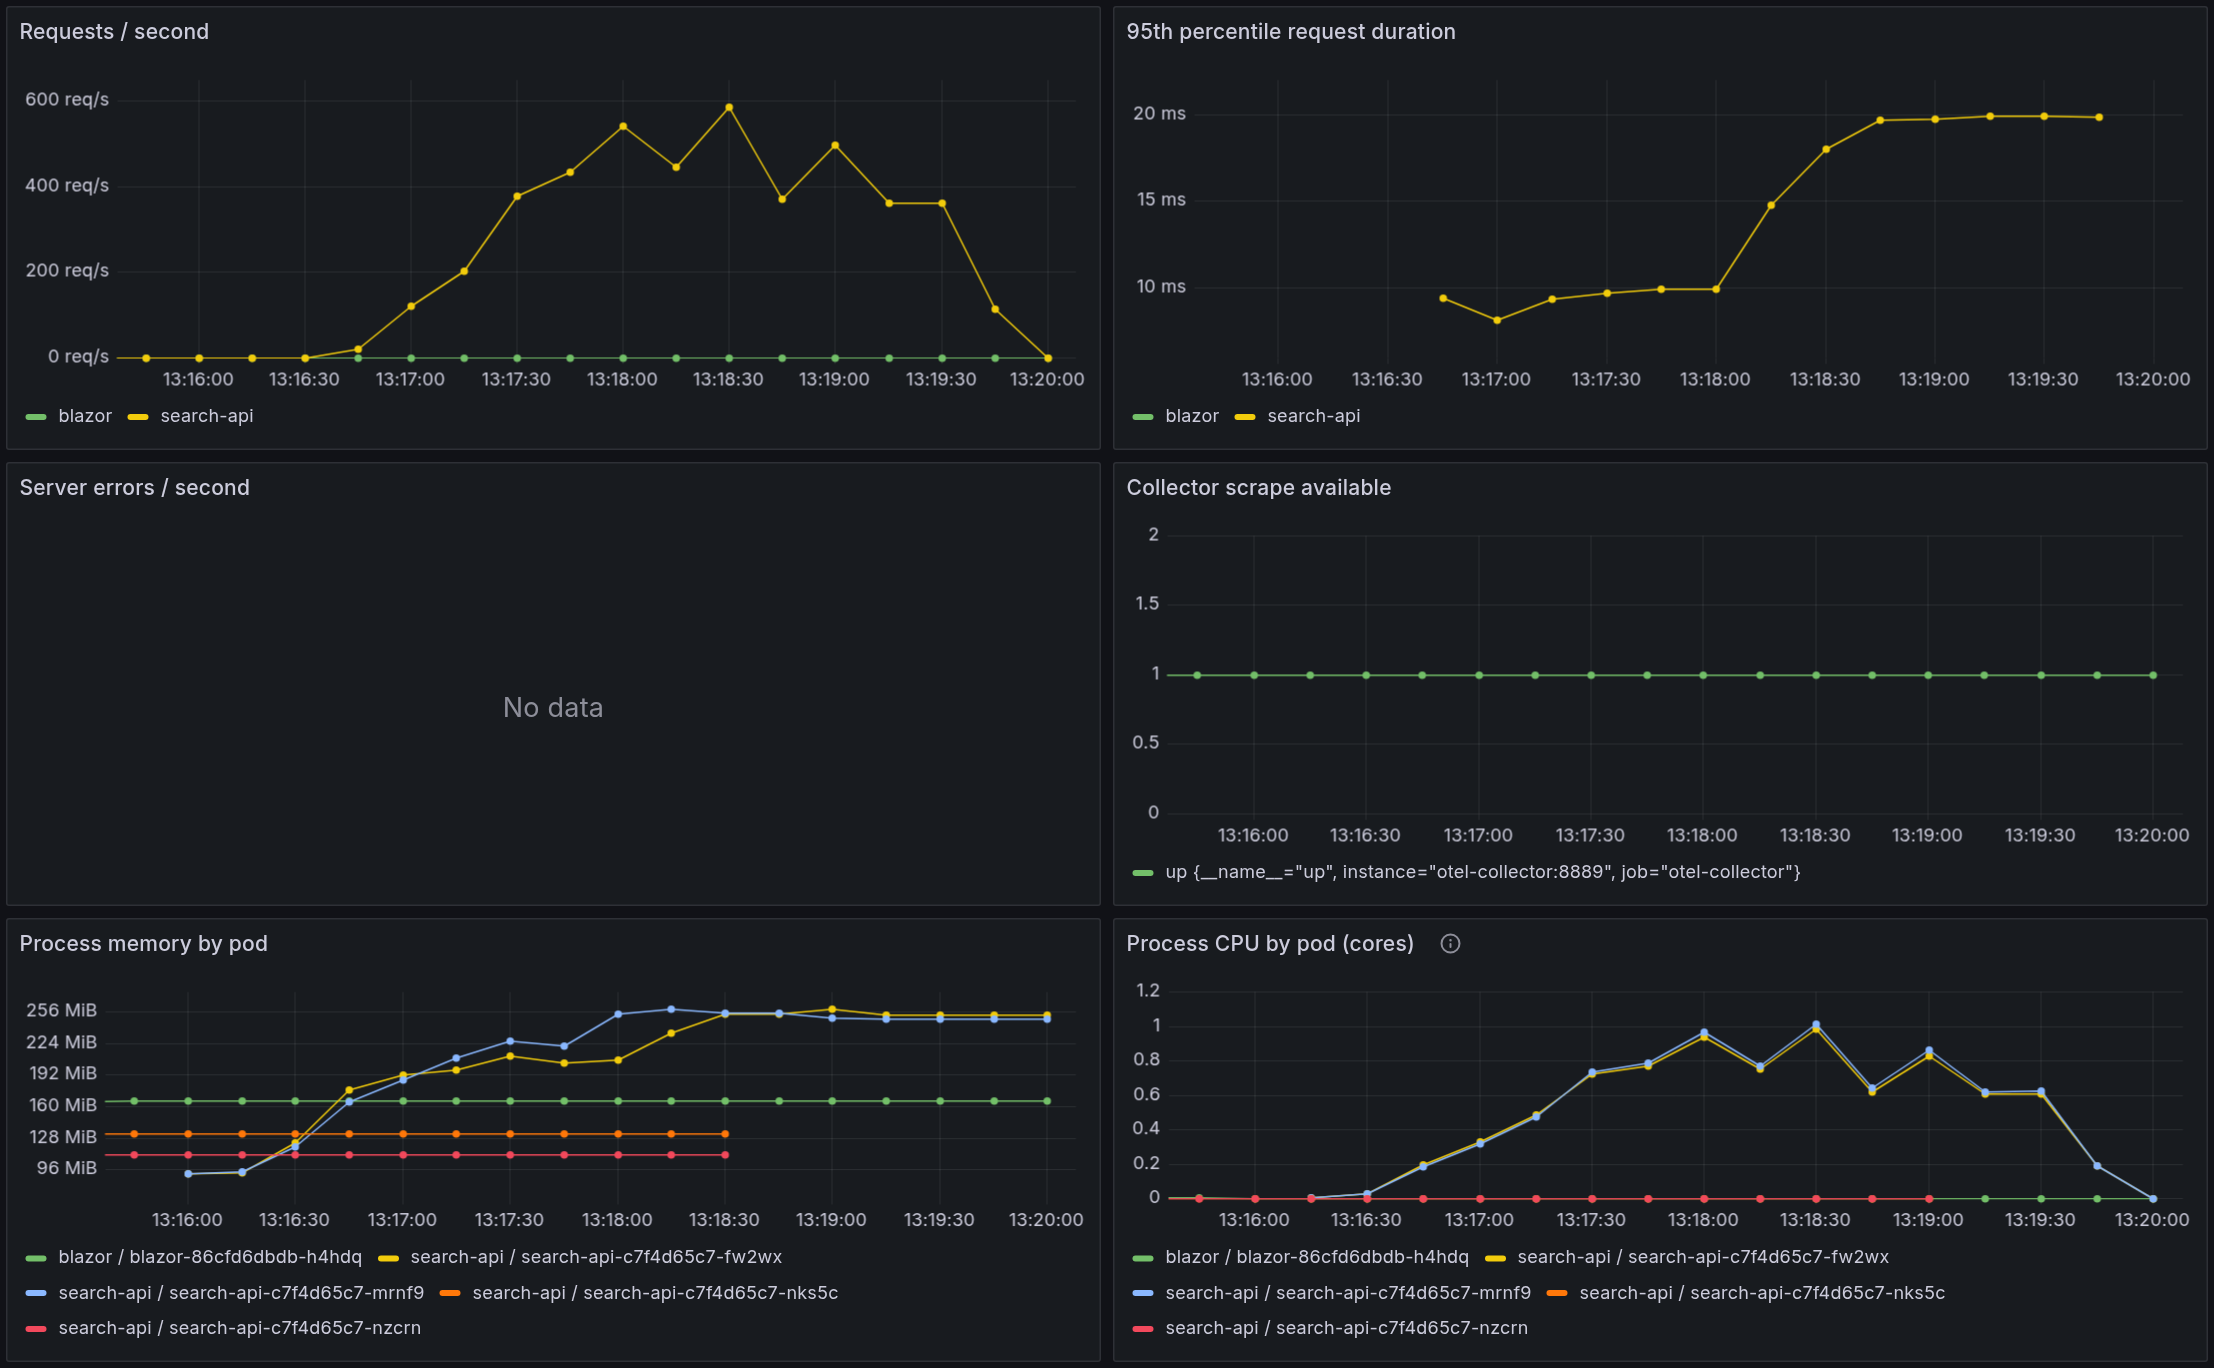 Requests / second
600 req/s
400 req/s
200 req/s
0 req/s
13:16:00 13:16:30 13:17:00 13:17:30 13:18:00 13:18:30 13:19:00 13:19:30 13:20:00
blazor search-api
95th percentile request duration
20 ms
15 ms
10 ms
13:16:00 13:16:30 13:17:00 13:17:30 13:18:00 13:18:30 13:19:00 13:19:30 13:20:00
blazor search-api
Server errors / second
No data
Collector scrape available
2
1.5
1
0.5
0
13:16:00 13:16:30 13:17:00 13:17:30 13:18:00 13:18:30 13:19:00 13:19:30 13:20:00
up {__name__="up", instance="otel-collector:8889", job="otel-collector"}
Process memory by pod
256 MiB
224 MiB
192 MiB
160 MiB
128 MiB
96 MiB
13:16:00 13:16:30 13:17:00 13:17:30 13:18:00 13:18:30 13:19:00 13:19:30 13:20:00
blazor / blazor-86cfd6dbdb-h4hdq search-api / search-api-c7f4d65c7-fw2wx
search-api / search-api-c7f4d65c7-mrnf9 search-api / search-api-c7f4d65c7-nks5c
search-api / search-api-c7f4d65c7-nzcrn
Process CPU by pod (cores)
1.2
1
0.8
0.6
0.4
0.2
0
13:16:00 13:16:30 13:17:00 13:17:30 13:18:00 13:18:30 13:19:00 13:19:30 13:20:00
blazor / blazor-86cfd6dbdb-h4hdq search-api / search-api-c7f4d65c7-fw2wx
search-api / search-api-c7f4d65c7-mrnf9 search-api / search-api-c7f4d65c7-nks5c
search-api / search-api-c7f4d65c7-nzcrn